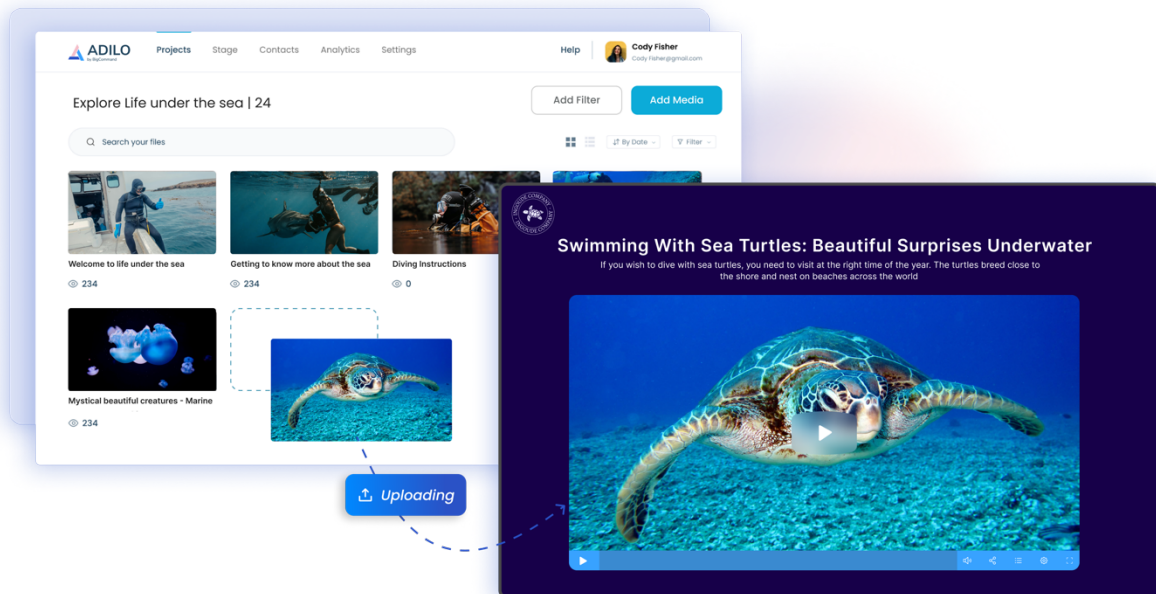 ADILO
by BigCommand
Projects
Stage
Contacts
Analytics
Settings
Help
Cody Fisher
Cody fisher@gmail.com
Explore Life under the sea | 24
Add Filter
Add Media
Search your files
By Date
Filter
Welcome to life under the sea
234
Getting to know more about the sea
234
Diving Instructions
0
Mystical beautiful creatures - Marine
234
Uploading
INGOUDE COMPANY
INGOUDE COMPANY
Swimming With Sea Turtles: Beautiful Surprises Underwater
If you wish to dive with sea turtles, you need to visit at the right time of the year. The turtles breed close to
the shore and nest on beaches across the world